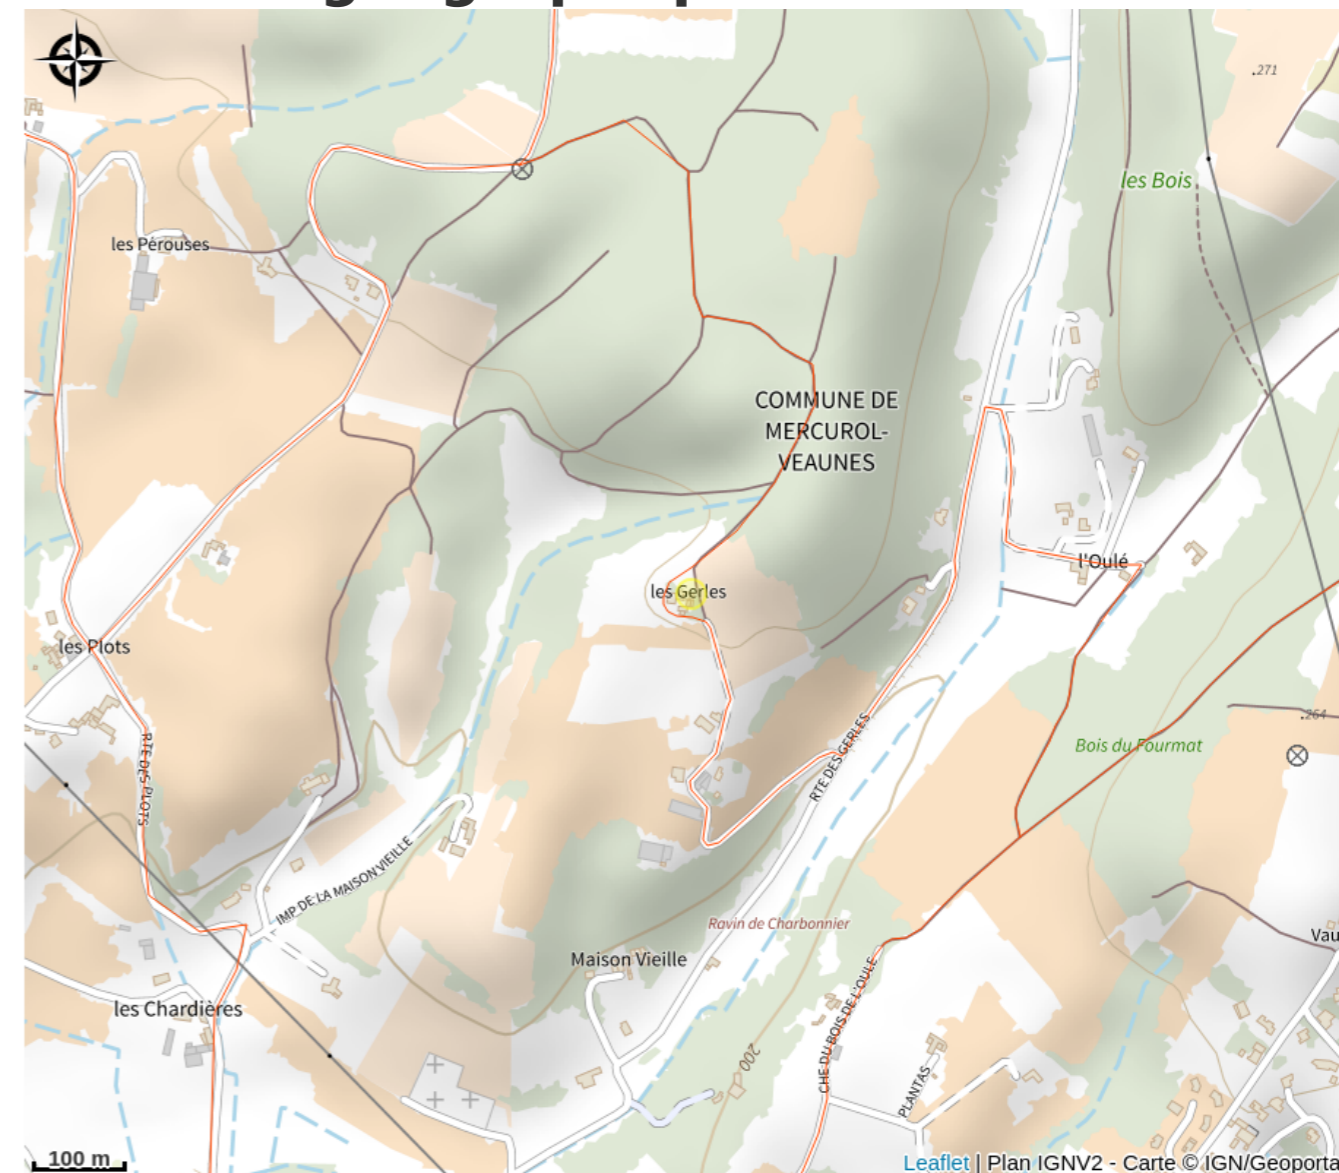 .271
les Bois
les Pérouses
COMMUNE DE
MERCUROL-
VEAUNES
l'Oulé
les Gerles
les Plots
.264
RTE DES GERLES
Bois du Fourmat
RTE DES PLOTS
IMP DE LA MAISON VIEILLE
Ravin de Charbonnier
Vau
Maison Vieille
les Chardières
CHE DU BOIS DE L'OULE
200
PLANTAS
100 m
Leaflet | Plan IGNV2 - Carte © IGN/Geoporta